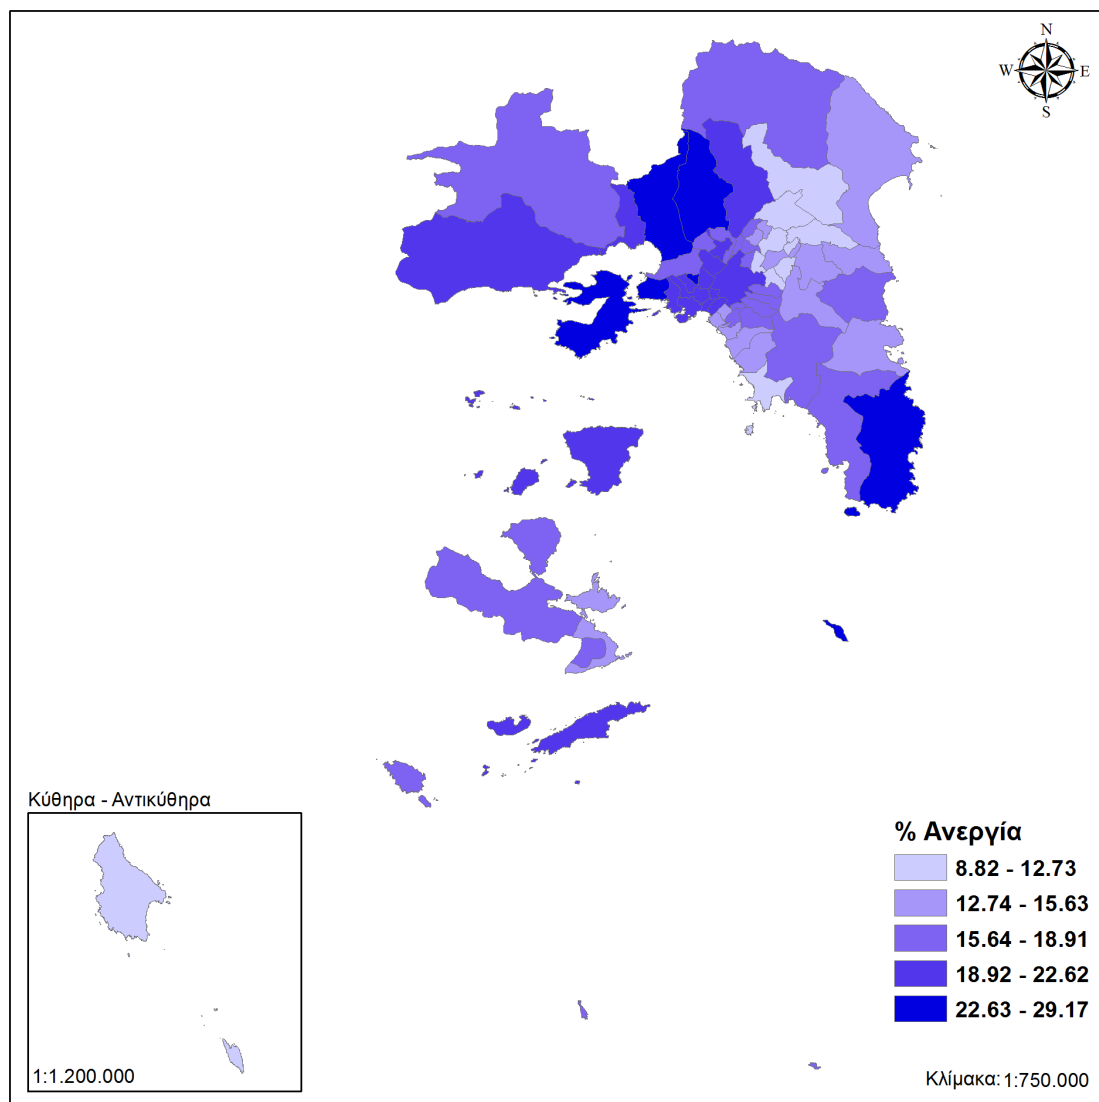 N
W E
S
Κύθηρα - Αντικύθηρα
1:1.200.000
% Ανεργία
8.82 - 12.73
12.74 - 15.63
15.64 - 18.91
18.92 - 22.62
22.63 - 29.17
Κλίμακα: 1:750.000